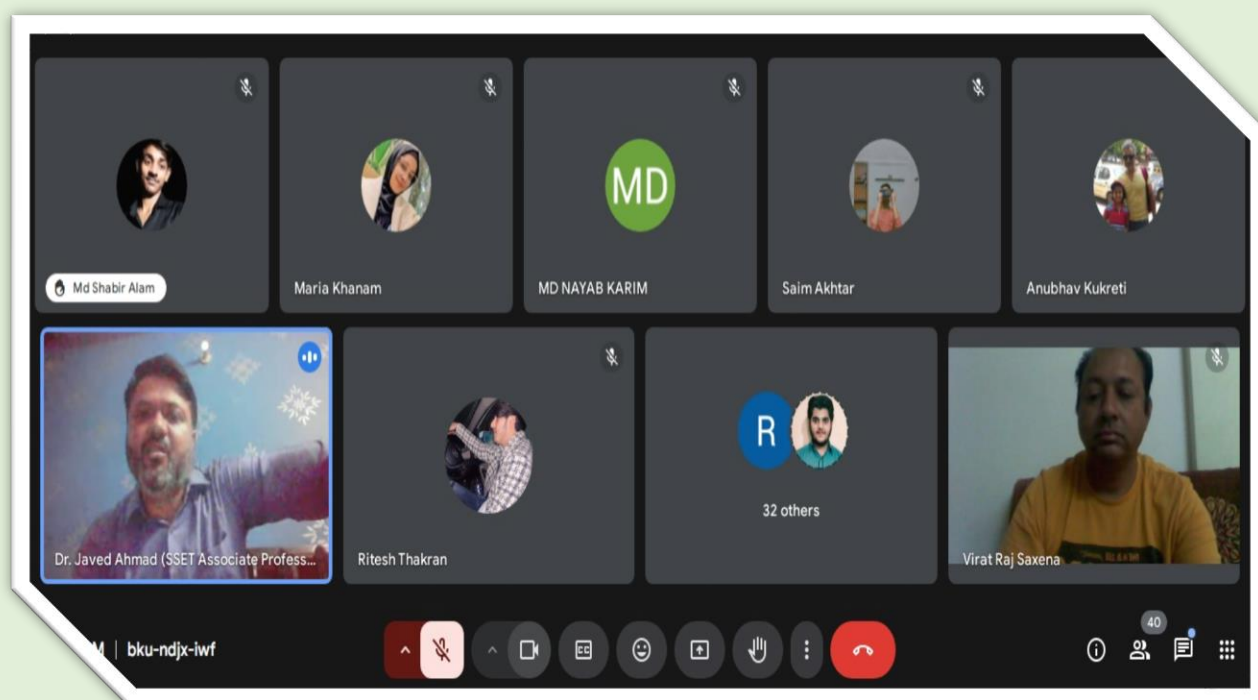 MD
Md Shabir Alam
Maria Khanam
MD NAYAB KARIM
Saim Akhtar
Anubhav Kukreti
R
32 others
Dr. Javed Ahmad (SSET Associate Profess...
Ritesh Thakran
Virat Raj Saxena
M | bku-ndjx-iwf
CC
40